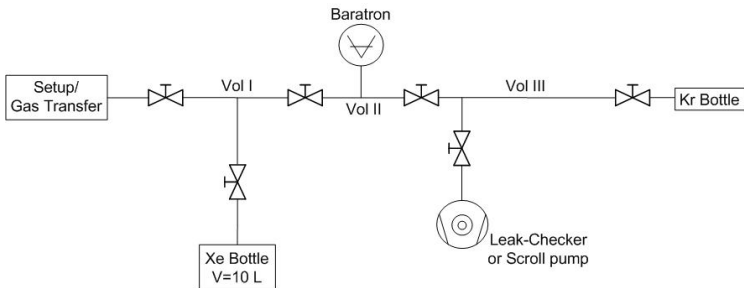 Baratron
Setup/
Gas Transfer
Vol I
Vol II
Vol III
Kr Bottle
Xe Bottle
V=10 L
Leak-Checker
or Scroll pump